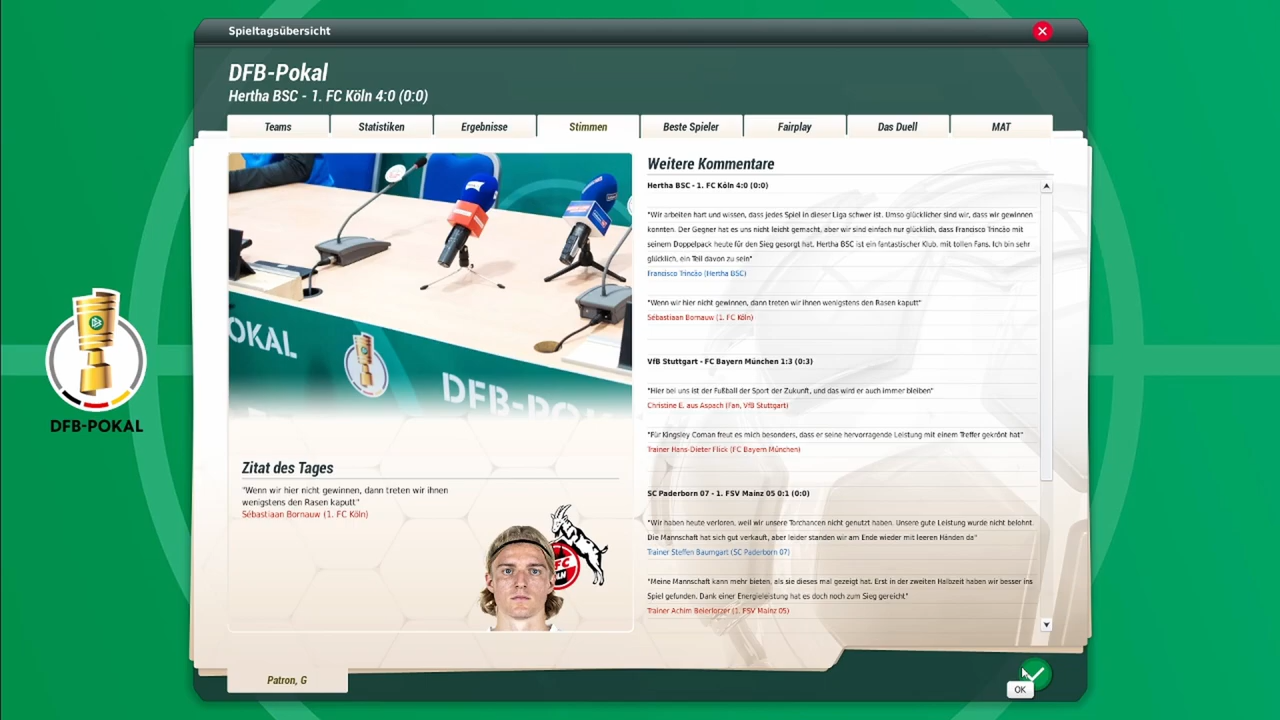 Spieltagsübersicht
DFB-Pokal
Hertha BSC - 1. FC Köln 4:0 (0:0)
Teams
Statistiken
Ergebnisse
Stimmen
Beste Spieler
Fairplay
Das Duell
MAT
OKAL
DFB-PO
Zitat des Tages
"Wenn wir hier nicht gewinnen, dann treten wir ihnen
wenigstens den Rasen kaputt"
Sébastiaan Bornauw (1. FC Köln)
Weitere Kommentare
Hertha BSC - 1. FC Köln 4:0 (0:0)
"Wir arbeiten hart und wissen, dass jedes Spiel in dieser Liga schwer ist. Umso glücklicher sind wir, dass wir gewinnen
konnten. Der Gegner hat es uns nicht leicht gemacht, aber wir sind einfach nur glücklich, dass Francisco Trincão mit
seinem Doppelpack heute für den Sieg gesorgt hat. Hertha BSC ist ein fantastischer Klub, mit tollen Fans. Ich bin sehr
glücklich, ein Teil davon zu sein"
Francisco Trincão (Hertha BSC)
"Wenn wir hier nicht gewinnen, dann treten wir ihnen wenigstens den Rasen kaputt"
Sébastiaan Bornauw (1. FC Köln)
VfB Stuttgart - FC Bayern München 1:3 (0:3)
"Hier bei uns ist der Fußball der Sport der Zukunft, und das wird er auch immer bleiben"
Christine E. aus Aspach (Fan, VfB Stuttgart)
"Für Kingsley Coman freut es mich besonders, dass er seine hervorragende Leistung mit einem Treffer gekrönt hat"
Trainer Hans-Dieter Flick (FC Bayern München)
SC Paderborn 07 - 1. FSV Mainz 05 0:1 (0:0)
"Wir haben heute verloren, weil wir unsere Torchancen nicht genutzt haben. Unsere gute Leistung wurde nicht belohnt.
Die Mannschaft hat sich gut verkauft, aber leider standen wir am Ende wieder mit leeren Händen da"
Trainer Steffen Baumgart (SC Paderborn 07)
"Meine Mannschaft kann mehr bieten, als sie dieses mal gezeigt hat. Erst in der zweiten Halbzeit haben wir besser ins
Spiel gefunden. Dank einer Energieleistung hat es doch noch zum Sieg gereicht"
Trainer Achim Beierlorzer (1. FSV Mainz 05)
DFB-POKAL
Patron, G
OK